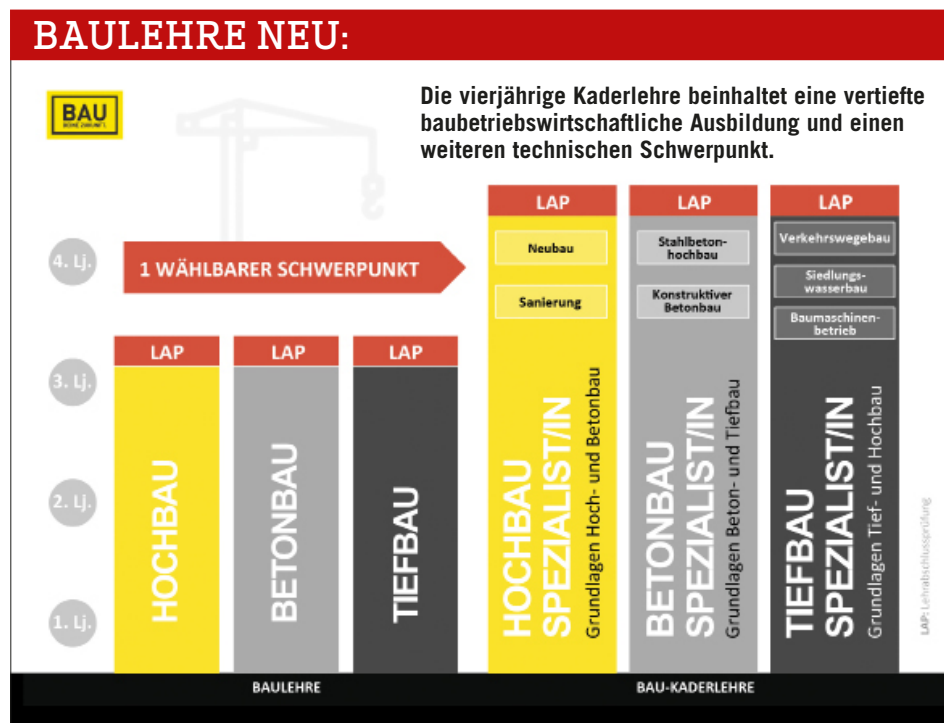 BAULEHRE NEU:
BAU
DEINE ZUKUNFT.
Die vierjährige Kaderlehre beinhaltet eine vertiefte
baubetriebswirtschaftliche Ausbildung und einen
weiteren technischen Schwerpunkt.
4. Lj.
3. Lj.
2. Lj.
1. Lj.
1 WÄHLBARER SCHWERPUNKT
LAP
HOCHBAU
LAP
BETONBAU
LAP
TIEFBAU
LAP
Neubau
Sanierung
HOCHBAU
SPEZIALIST/IN
Grundlagen Hoch- und Betonbau
LAP
Stahlbeton-
hochbau
Konstruktiver
Betonbau
BETONBAU
SPEZIALIST/IN
Grundlagen Beton- und Tiefbau
LAP
Verkehrswegebau
Siedlungs-
wasserbau
Baumaschinen-
betrieb
TIEFBAU
SPEZIALIST/IN
Grundlagen Tief- und Hochbau
LAP: Lehrabschlussprüfung
BAULEHRE
BAU-KADERLEHRE